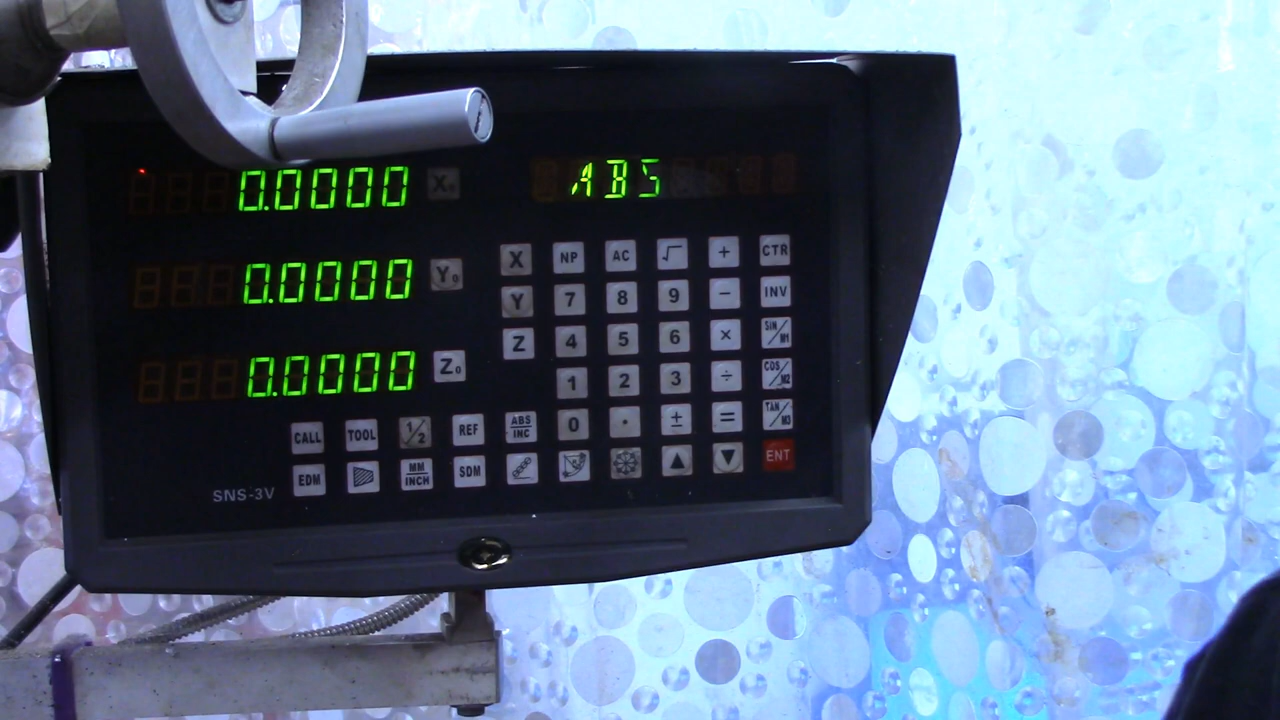 0.0000 X₀ ABS
0.0000 Y₀
0.0000 Z₀
X NP AC √ + CTR
Y 7 8 9 − INV
Z 4 5 6 × SIN/M1
1 2 3 ÷ COS/M2
CALL TOOL 1/2 REF ABS/INC 0 . ± = TAN/M3
EDM MM/INCH SDM ▲ ▼ ENT
SNS-3V